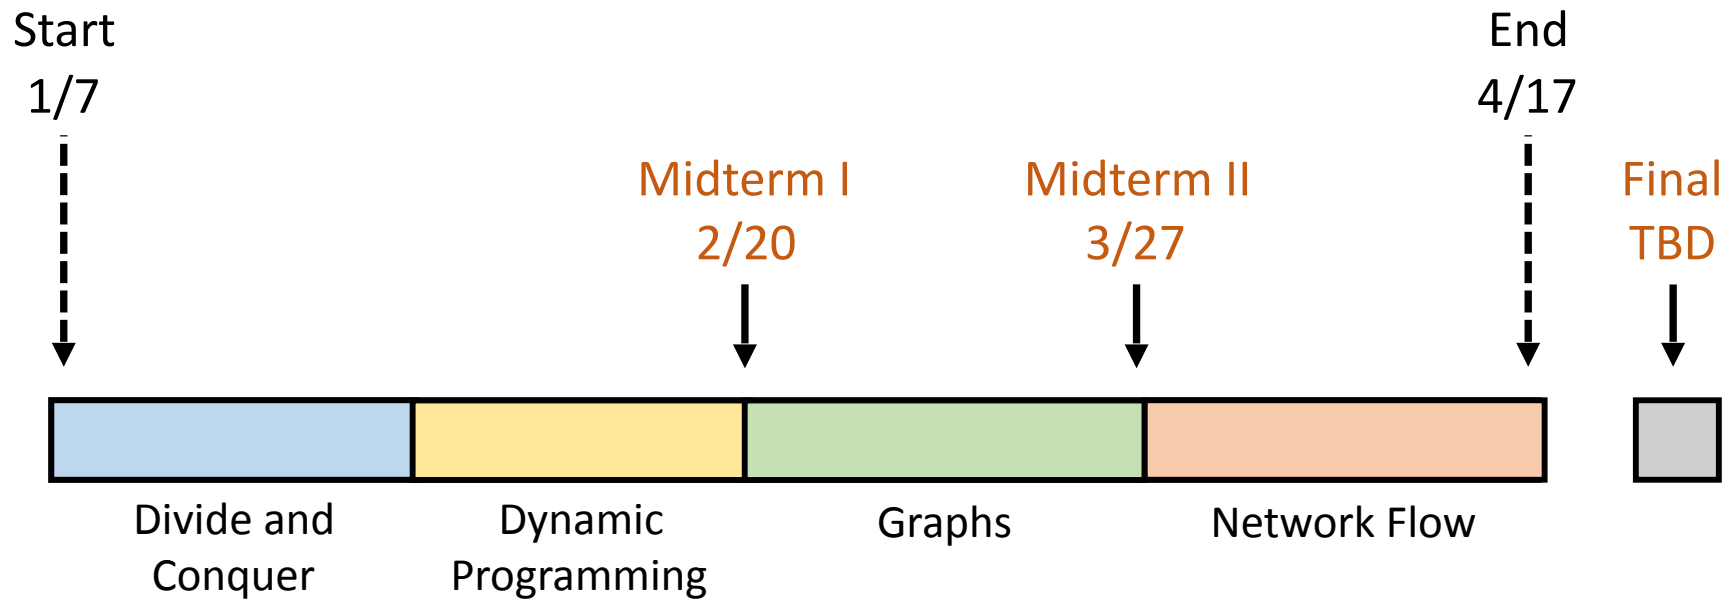 Start
1/7
End
4/17
Midterm I
2/20
Midterm II
3/27
Final
TBD
Divide and
Conquer
Dynamic
Programming
Graphs
Network Flow